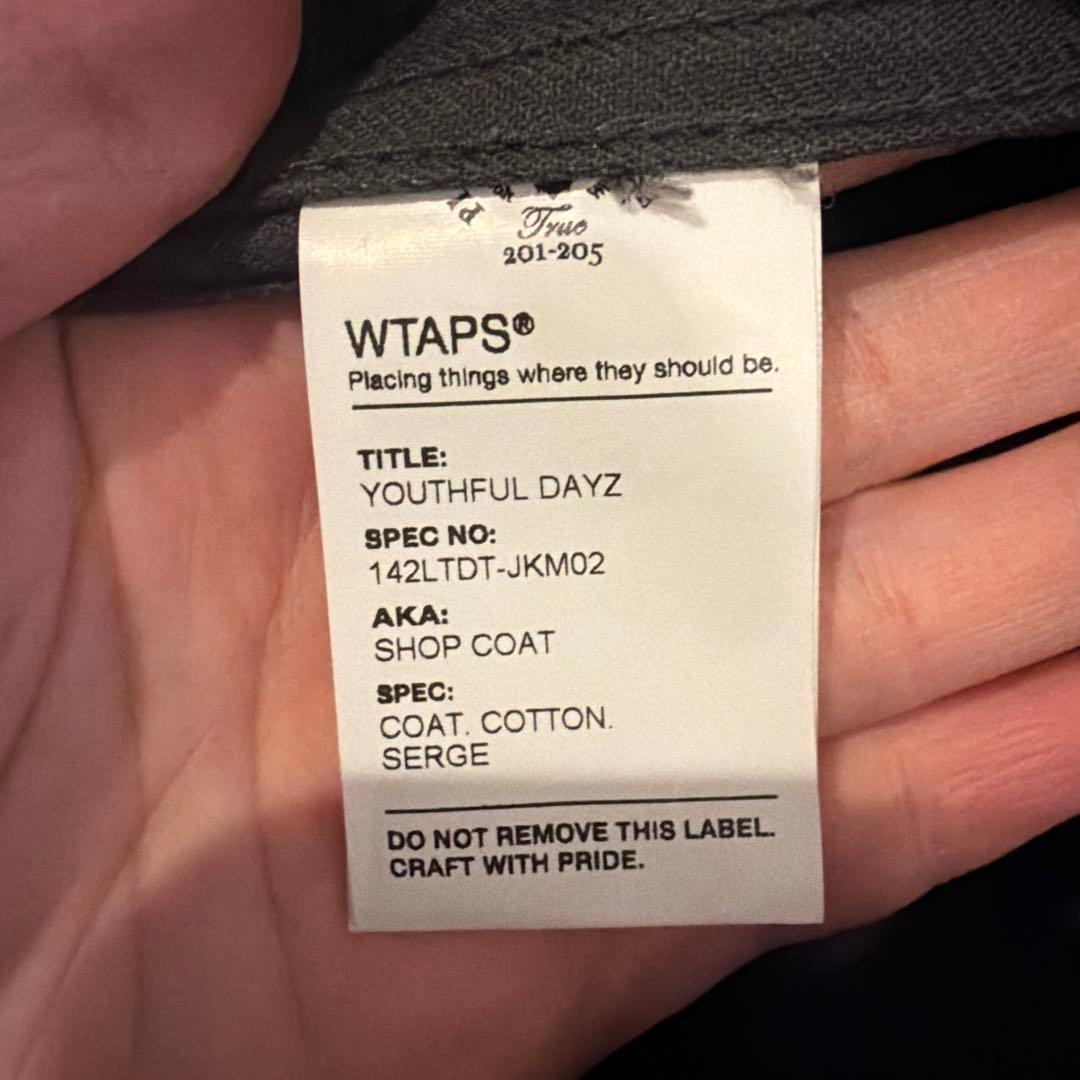 True
201-205
WTAPS®
Placing things where they should be.
TITLE:
YOUTHFUL DAYZ
SPEC NO:
142LTDT-JKM02
AKA:
SHOP COAT
SPEC:
COAT. COTTON.
SERGE
DO NOT REMOVE THIS LABEL.
CRAFT WITH PRIDE.